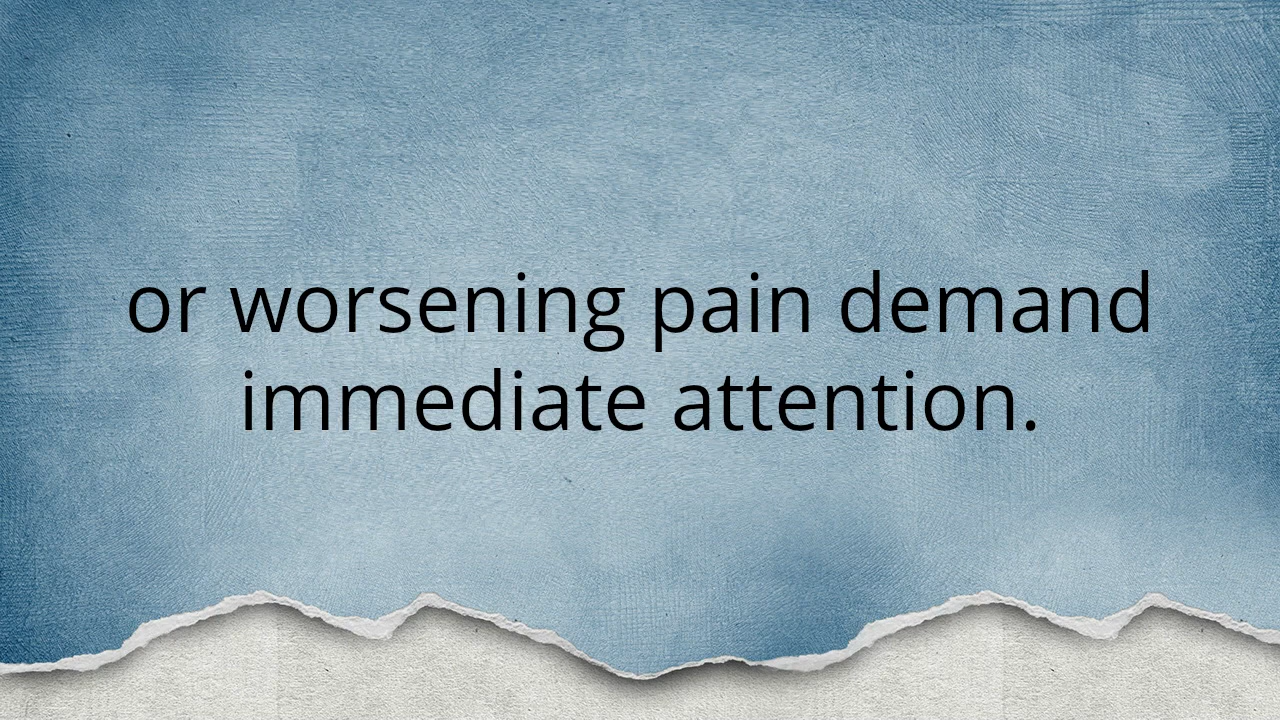 or worsening pain demand
immediate attention.